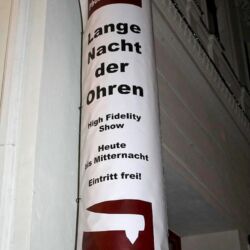 Lange
Nacht
der
Ohren
High Fidelity
Show
Heute
bis Mitternacht
Eintritt frei!